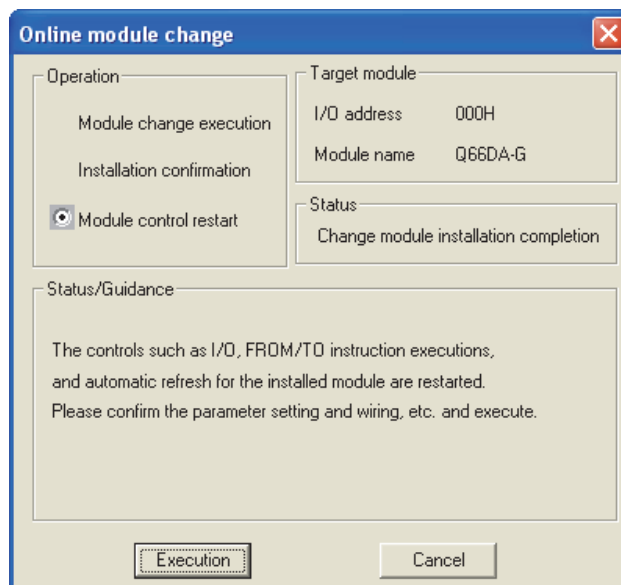 Online module change
Operation
Module change execution
Installation confirmation
Module control restart
Target module
I/O address 000H
Module name Q66DA-G
Status
Change module installation completion
Status/Guidance
The controls such as I/O, FROM/TO instruction executions,
and automatic refresh for the installed module are restarted.
Please confirm the parameter setting and wiring, etc. and execute.
Execution Cancel